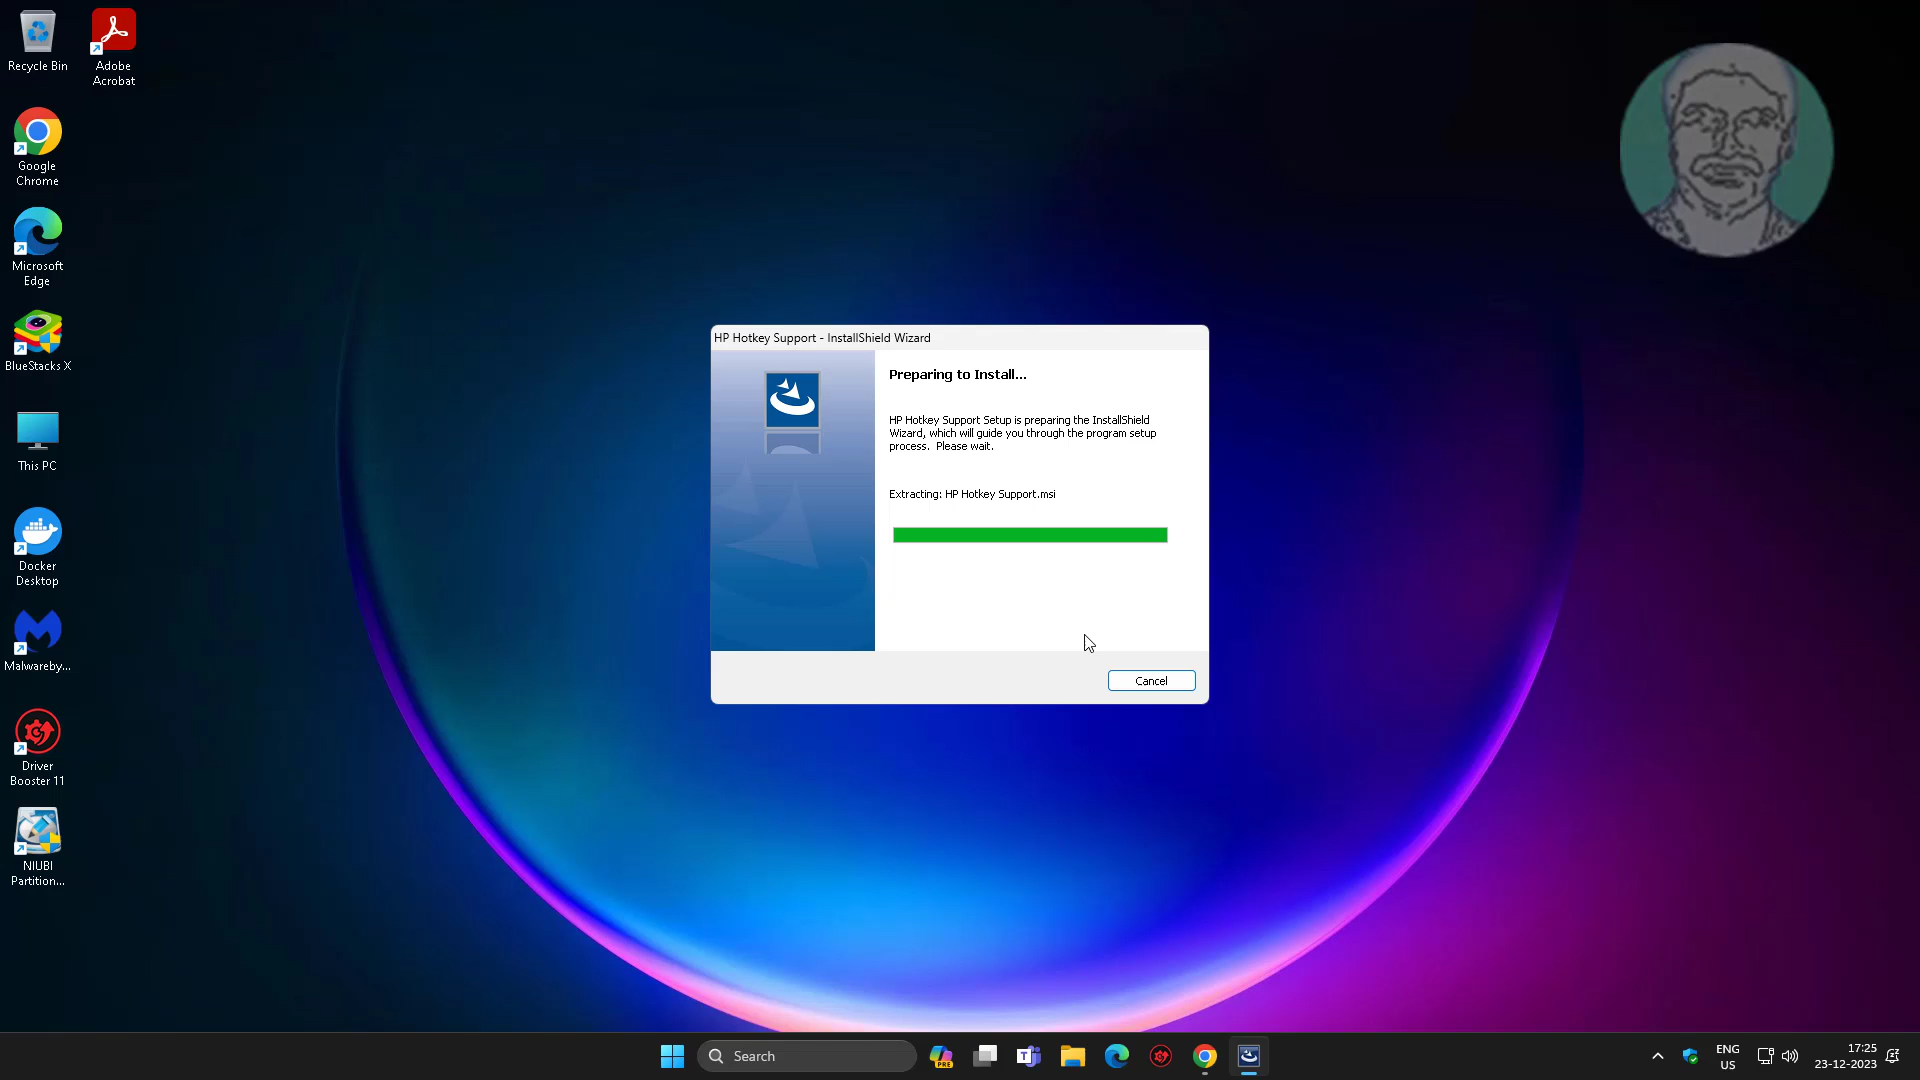 Recycle Bin
Adobe
Acrobat
Google
Chrome
Microsoft
Edge
BlueStacks X
This PC
Docker
Desktop
Malwareby...
Driver
Booster 11
NIUBI
Partition...
HP Hotkey Support - InstallShield Wizard
Preparing to Install...
HP Hotkey Support Setup is preparing the InstallShield
Wizard, which will guide you through the program setup
process.  Please wait.
Extracting: HP Hotkey Support.msi
Cancel
Search
PRE
ENG
US
17:25
23-12-2023